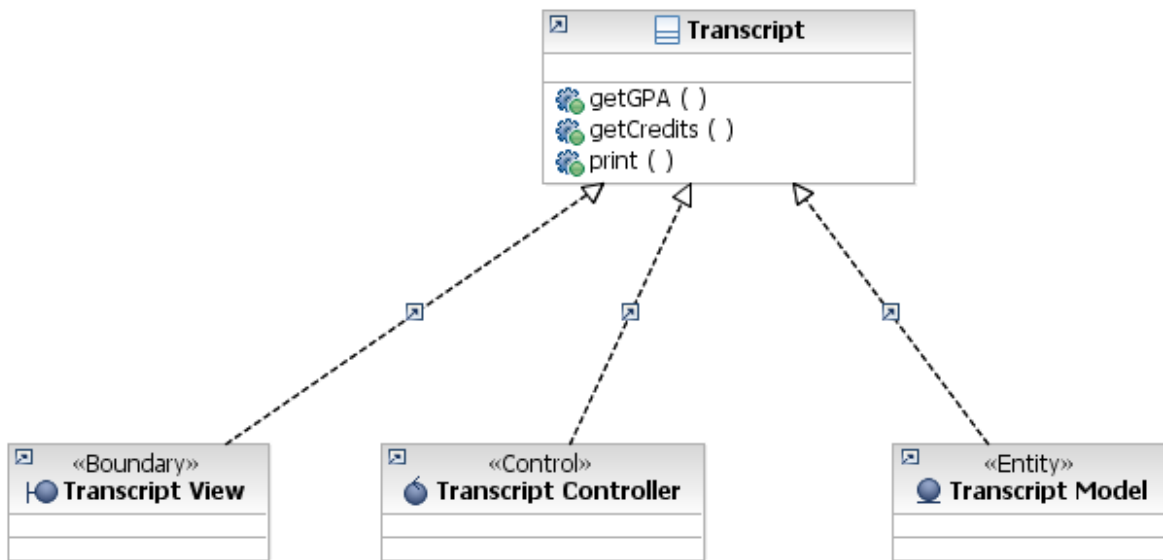 Transcript
getGPA ( )
getCredits ( )
print ( )
«Boundary»
Transcript View
«Control»
Transcript Controller
«Entity»
Transcript Model